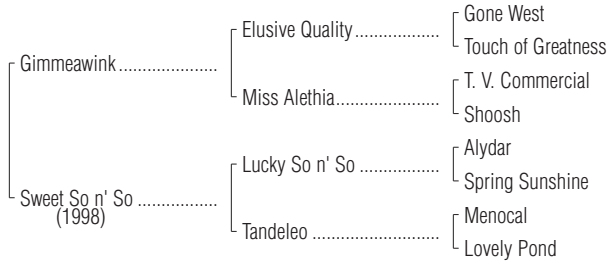 Gone West
Elusive Quality ..................
Touch of Greatness
Gimmeawink .....................
T. V. Commercial
Miss Alethia......................
Shoosh
Alydar
Lucky So n' So .................
Spring Sunshine
Sweet So n' So .................
(1998)
Menocal
Tandeleo ...........................
Lovely Pond